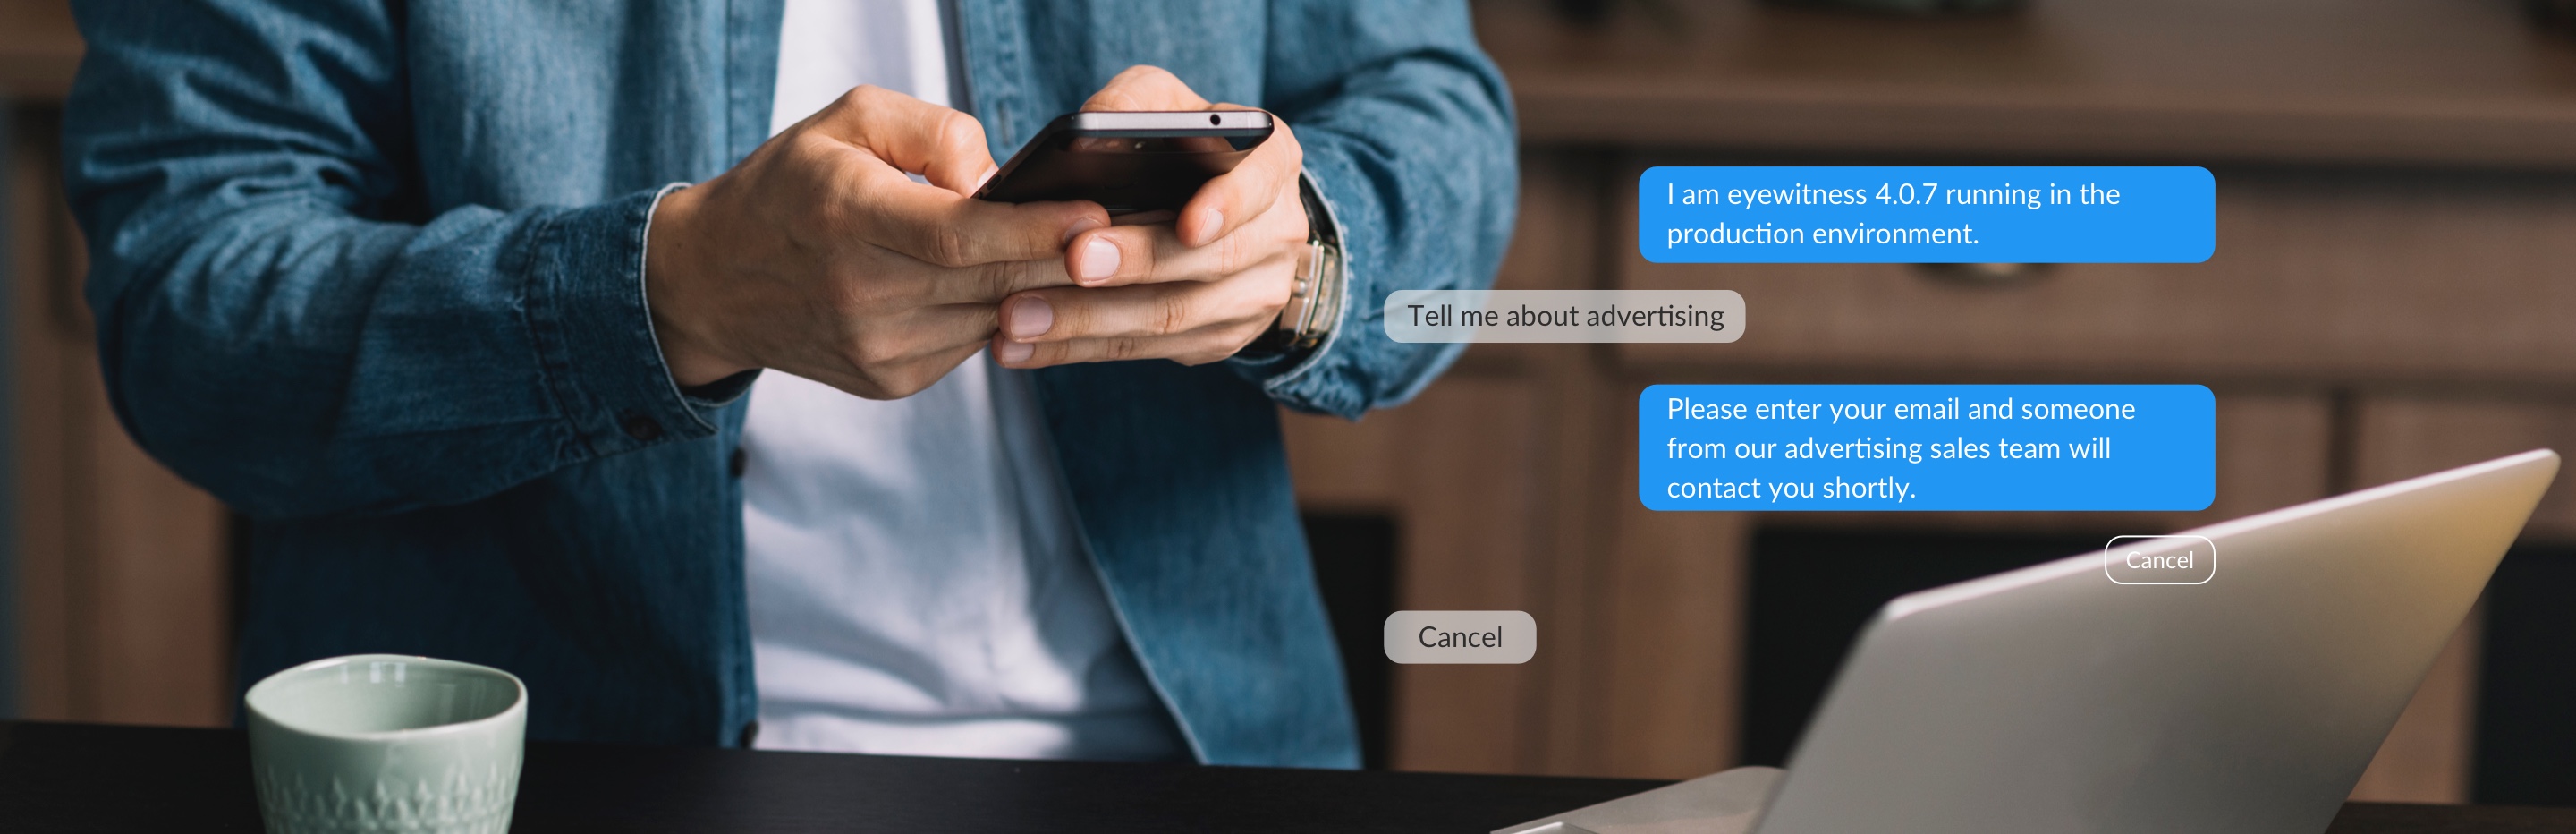 I am eyewitness 4.0.7 running in the
production environment.
Tell me about advertising
Please enter your email and someone
from our advertising sales team will
contact you shortly.
Cancel
Cancel